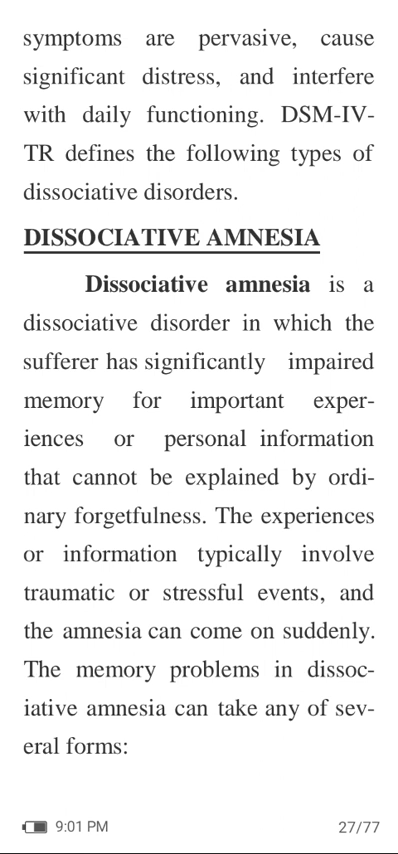 symptoms are pervasive, cause
significant distress, and interfere
with daily functioning. DSM-IV-
TR defines the following types of
dissociative disorders.
DISSOCIATIVE AMNESIA
Dissociative amnesia is a
dissociative disorder in which the
sufferer has significantly impaired
memory for important exper-
iences or personal information
that cannot be explained by ordi-
nary forgetfulness. The experiences
or information typically involve
traumatic or stressful events, and
the amnesia can come on suddenly.
The memory problems in dissoc-
iative amnesia can take any of sev-
eral forms:
9:01 PM 27/77